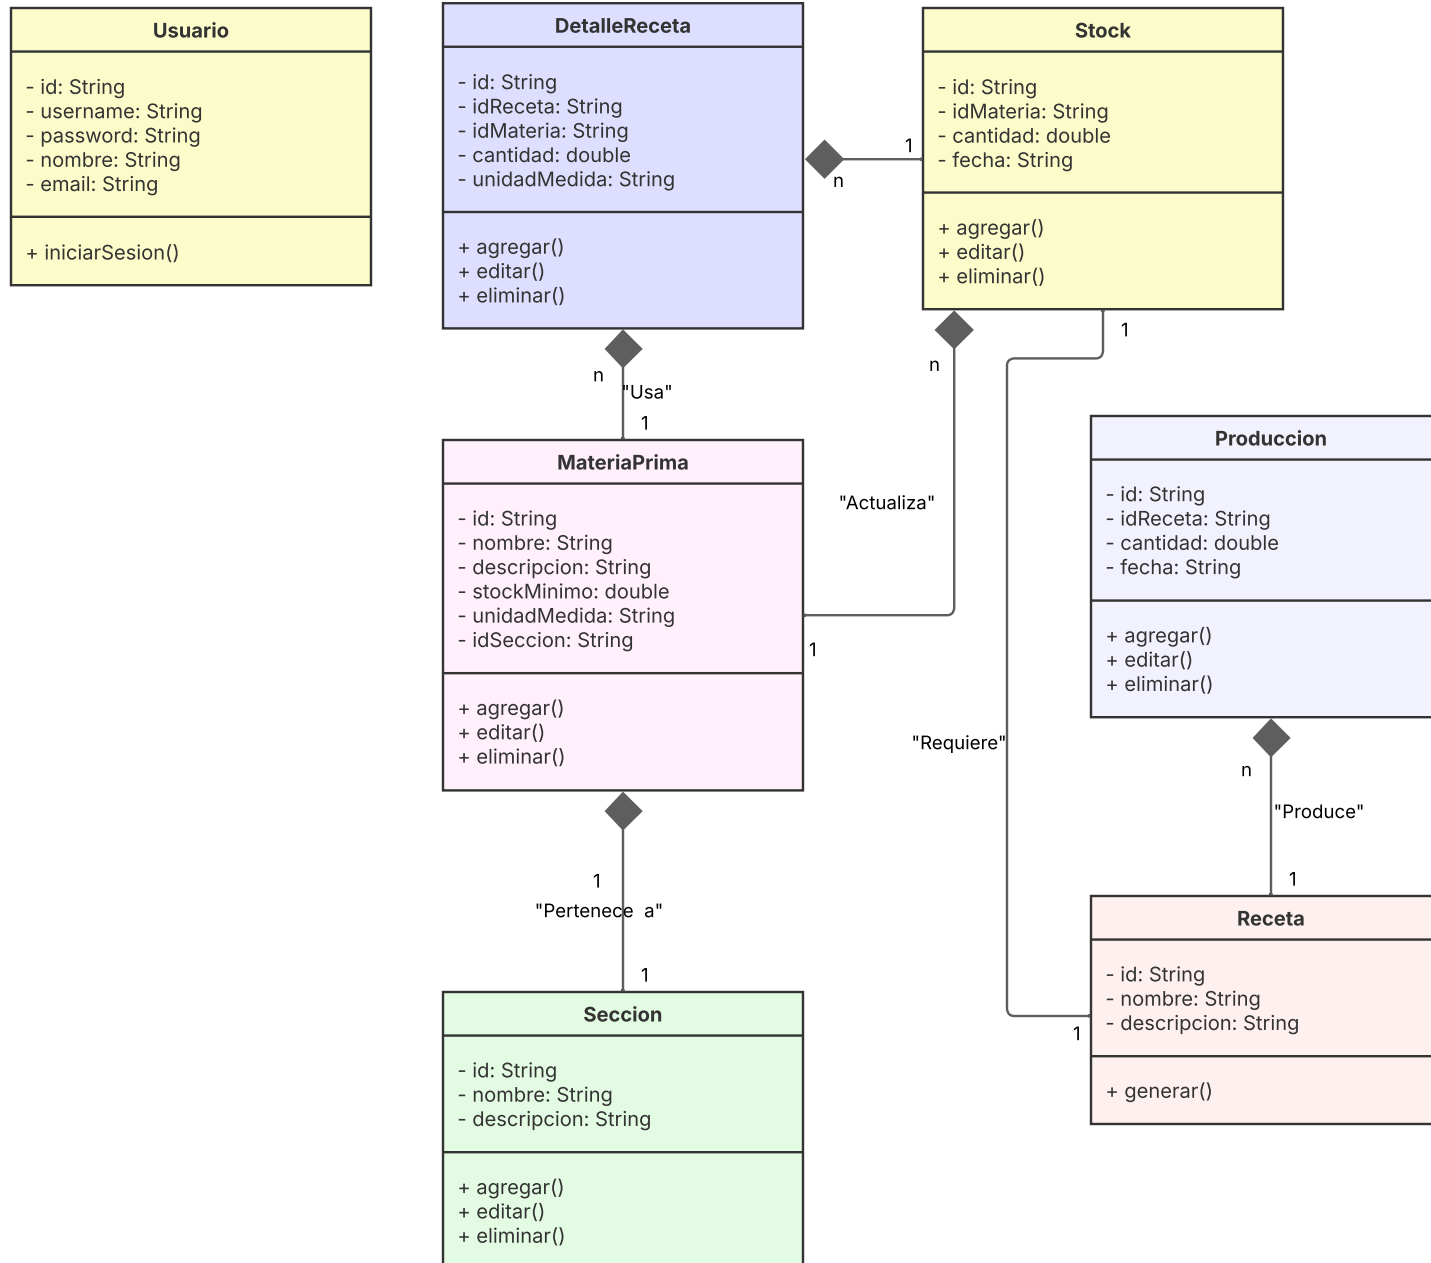 Usuario
- id: String
- username: String
- password: String
- nombre: String
- email: String
+ iniciarSesion()
DetalleReceta
- id: String
- idReceta: String
- idMateria: String
- cantidad: double
- unidadMedida: String
+ agregar()
+ editar()
+ eliminar()
Stock
- id: String
- idMateria: String
- cantidad: double
- fecha: String
+ agregar()
+ editar()
+ eliminar()
1
n
n
"Usa"
1
n
1
"Actualiza"
1
MateriaPrima
- id: String
- nombre: String
- descripcion: String
- stockMinimo: double
- unidadMedida: String
- idSeccion: String
+ agregar()
+ editar()
+ eliminar()
Produccion
- id: String
- idReceta: String
- cantidad: double
- fecha: String
+ agregar()
+ editar()
+ eliminar()
"Requiere"
n
"Produce"
1
1
"Pertenece a"
1
Seccion
- id: String
- nombre: String
- descripcion: String
+ agregar()
+ editar()
+ eliminar()
Receta
- id: String
- nombre: String
- descripcion: String
+ generar()
1